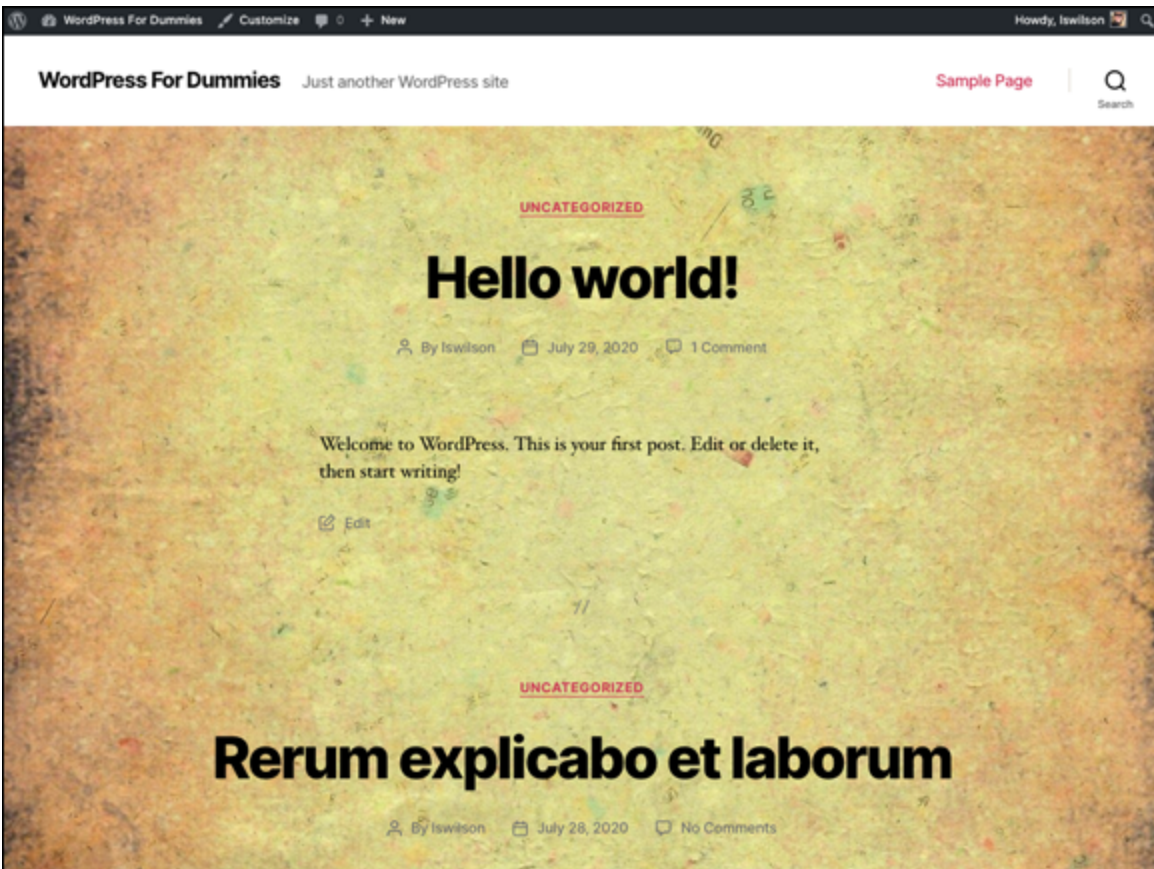 WordPress For Dummies Customize 0 New Howdy, lswilson
WordPress For Dummies Just another WordPress site Sample Page
Search
UNCATEGORIZED
Hello world!
By lswilson July 29, 2020 1 Comment
Welcome to WordPress. This is your first post. Edit or delete it,
then start writing!
Edit
UNCATEGORIZED
Rerum explicabo et laborum
By lswilson July 28, 2020 No Comments